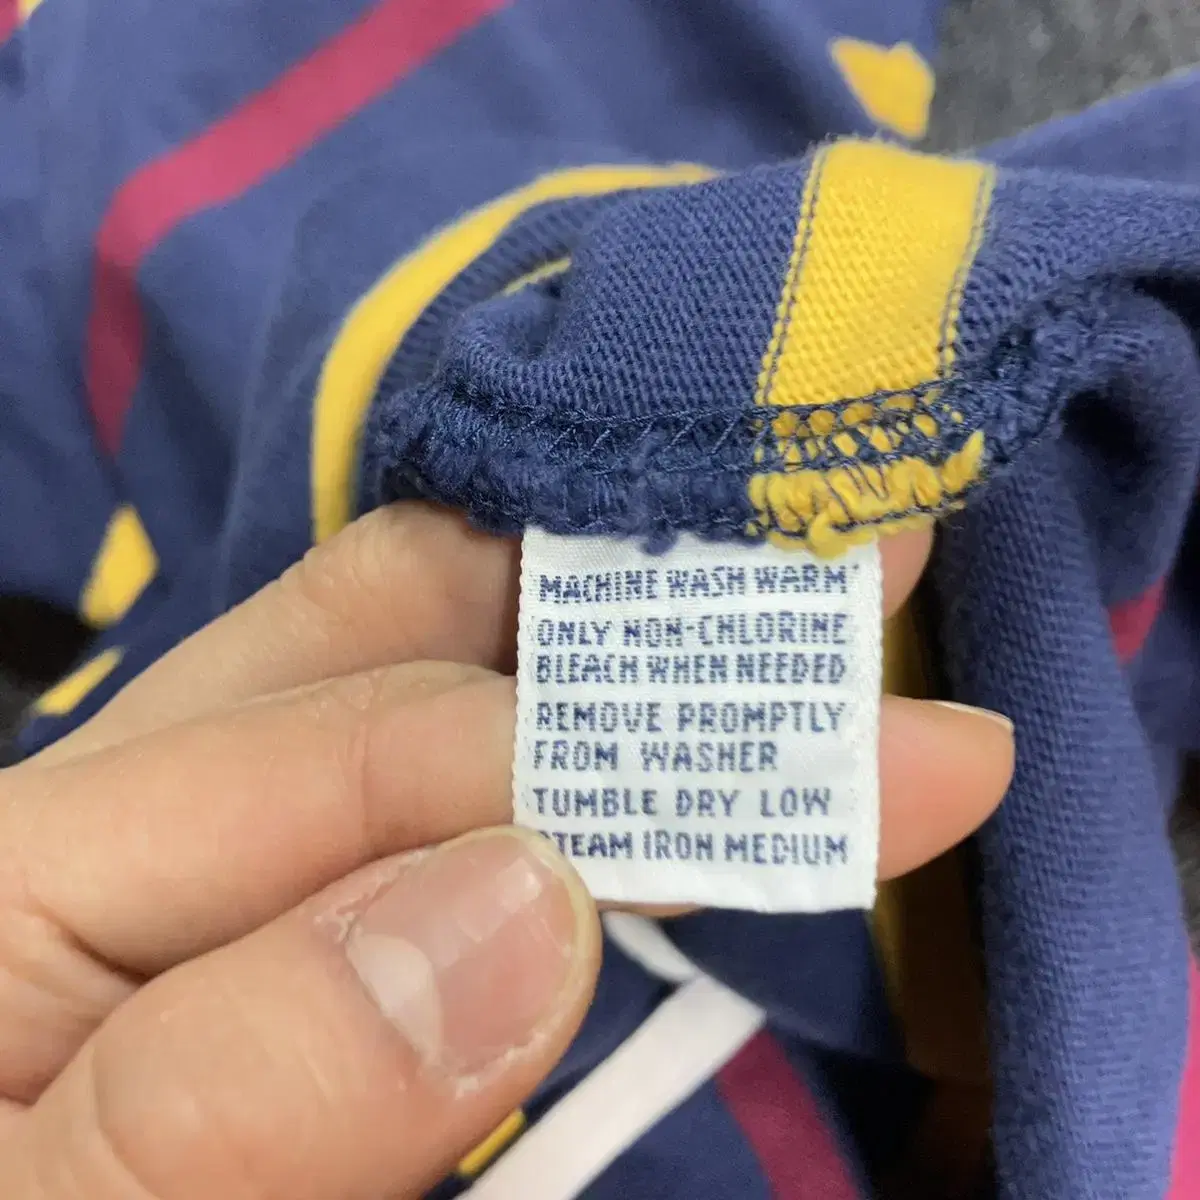 MACHINE WASH WARM
ONLY NON-CHLORINE
BLEACH WHEN NEEDED
REMOVE PROMPTLY
FROM WASHER
TUMBLE DRY LOW
STEAM IRON MEDIUM